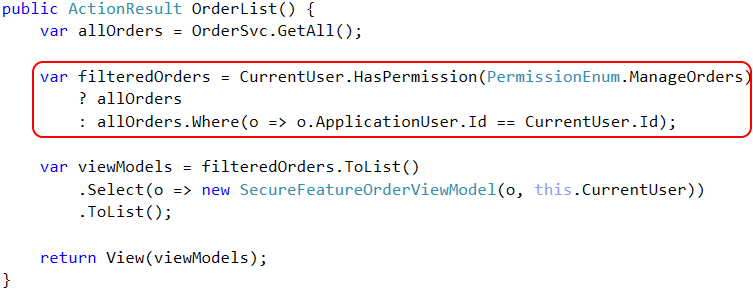 public ActionResult OrderList() {
    var allOrders = OrderSvc.GetAll();

    var filteredOrders = CurrentUser.HasPermission(PermissionEnum.ManageOrders)
        ? allOrders
        : allOrders.Where(o => o.ApplicationUser.Id == CurrentUser.Id);

    var viewModels = filteredOrders.ToList()
        .Select(o => new SecureFeatureOrderViewModel(o, this.CurrentUser))
        .ToList();

    return View(viewModels);
}